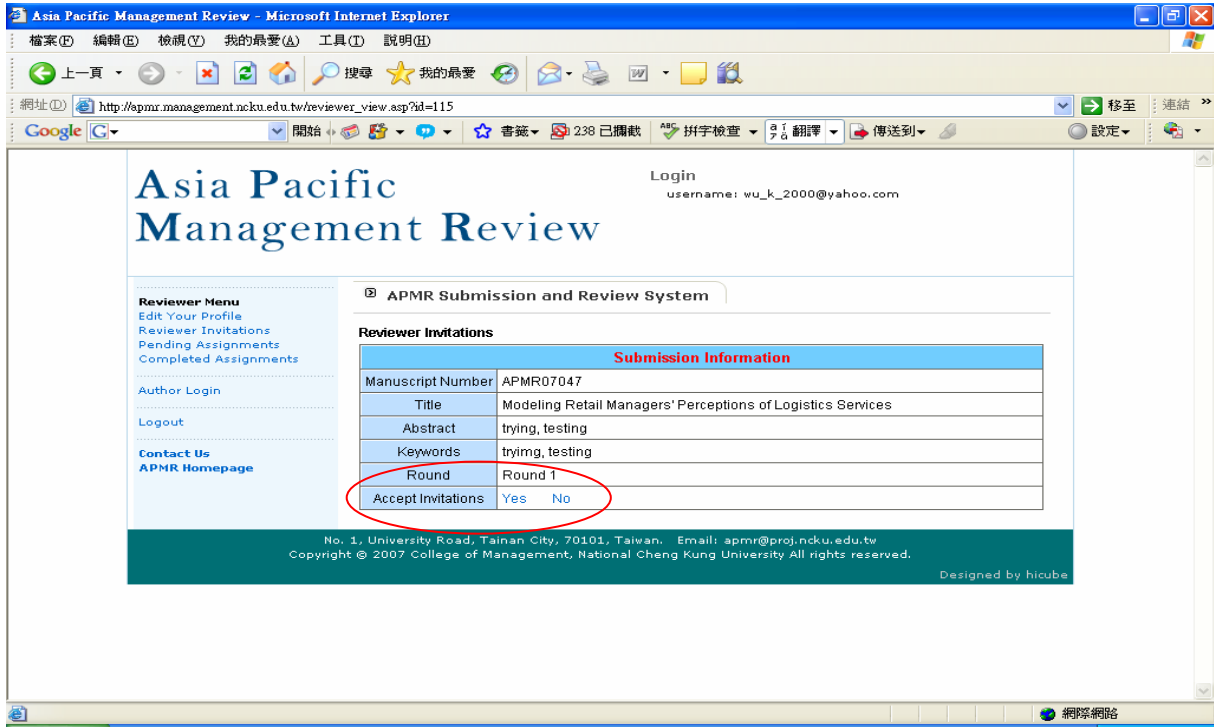 Asia Pacific Management Review - Microsoft Internet Explorer
檔案(F) 編輯(E) 檢視(V) 我的最愛(A) 工具(T) 說明(H)
上一頁 搜尋 我的最愛
網址(D) http://apmr.management.ncku.edu.tw/reviewer_view.asp?id=115 移至 連結 »
Google G 開始 書籤 238 已攔截 ABC 拼字檢查 翻譯 傳送到 設定
Asia Pacific
Management Review
Login
username: wu_k_2000@yahoo.com
Reviewer Menu
Edit Your Profile
Reviewer Invitations
Pending Assignments
Completed Assignments
Author Login
Logout
Contact Us
APMR Homepage
APMR Submission and Review System
Reviewer Invitations
Submission Information
Manuscript Number APMR07047
Title Modeling Retail Managers' Perceptions of Logistics Services
Abstract trying, testing
Keywords tryimg, testing
Round Round 1
Accept Invitations Yes No
No. 1, University Road, Tainan City, 70101, Taiwan. Email: apmr@proj.ncku.edu.tw
Copyright © 2007 College of Management, National Cheng Kung University All rights reserved.
Designed by hicube
網際網路